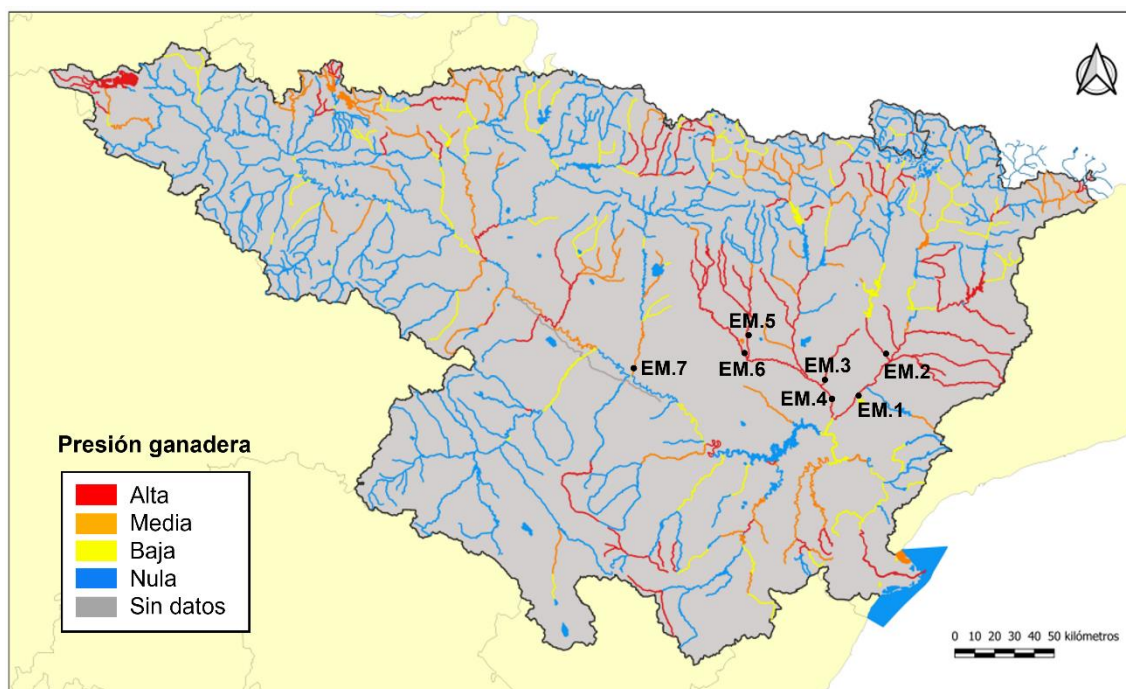 EM.5
EM.6
EM.7
EM.3
EM.2
EM.4
EM.1
Presión ganadera
Alta
Media
Baja
Nula
Sin datos
0 10 20 30 40 50 kilómetros